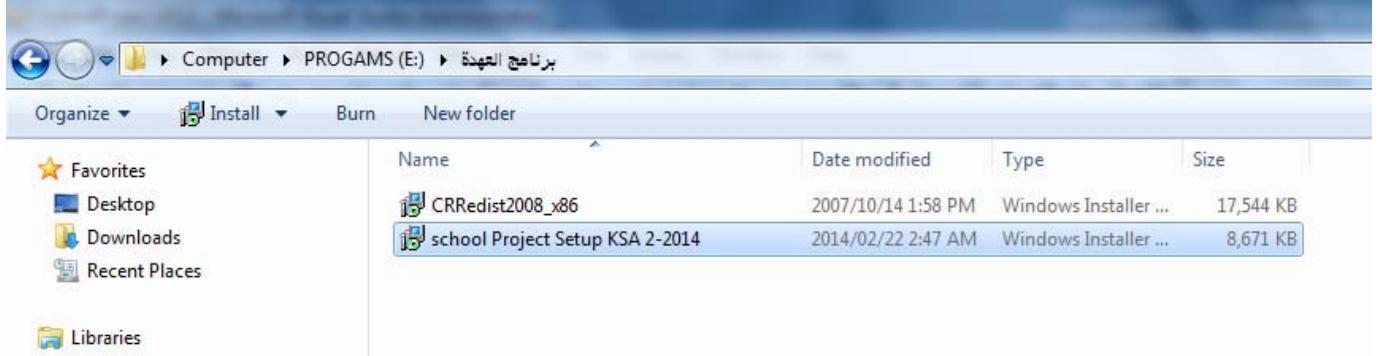 Computer PROGAMS (E:) برنامج العهدة
Organize Install Burn New folder
Name Date modified Type Size
Favorites
Desktop
Downloads
Recent Places
Libraries
CRRedist2008_x86 2007/10/14 1:58 PM Windows Installer ... 17,544 KB
school Project Setup KSA 2-2014 2014/02/22 2:47 AM Windows Installer ... 8,671 KB